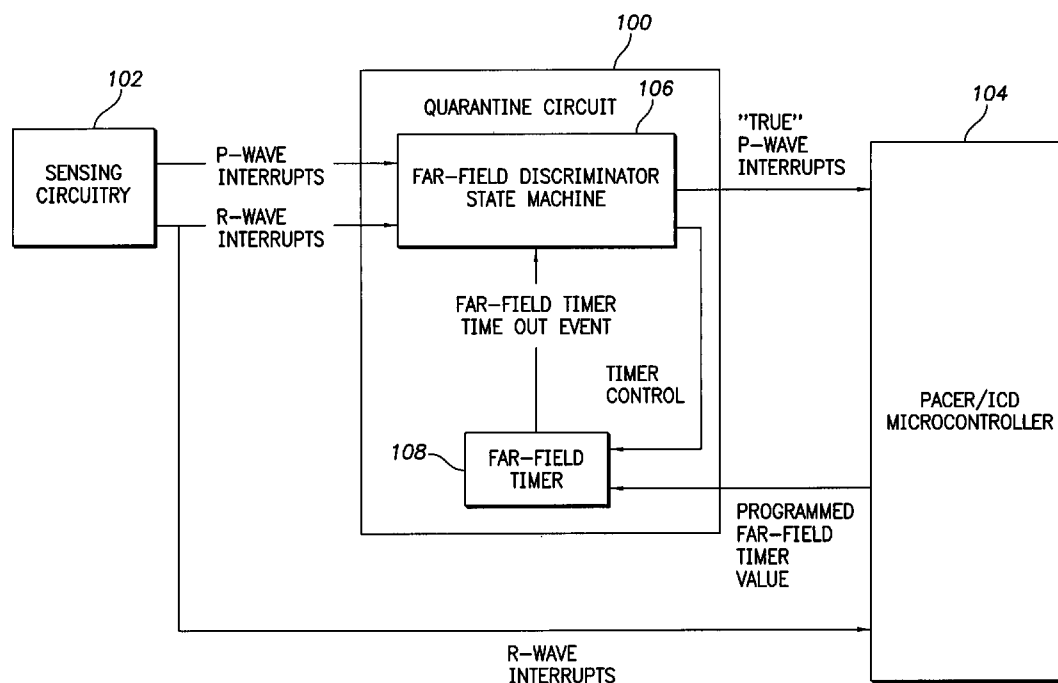 100
102
SENSING
CIRCUITRY
P-WAVE
INTERRUPTS
R-WAVE
INTERRUPTS
QUARANTINE CIRCUIT
106
FAR-FIELD DISCRIMINATOR
STATE MACHINE
"TRUE"
P-WAVE
INTERRUPTS
104
PACER/ICD
MICROCONTROLLER
FAR-FIELD TIMER
TIME OUT EVENT
TIMER
CONTROL
108
FAR-FIELD
TIMER
PROGRAMMED
FAR-FIELD
TIMER
VALUE
R-WAVE
INTERRUPTS